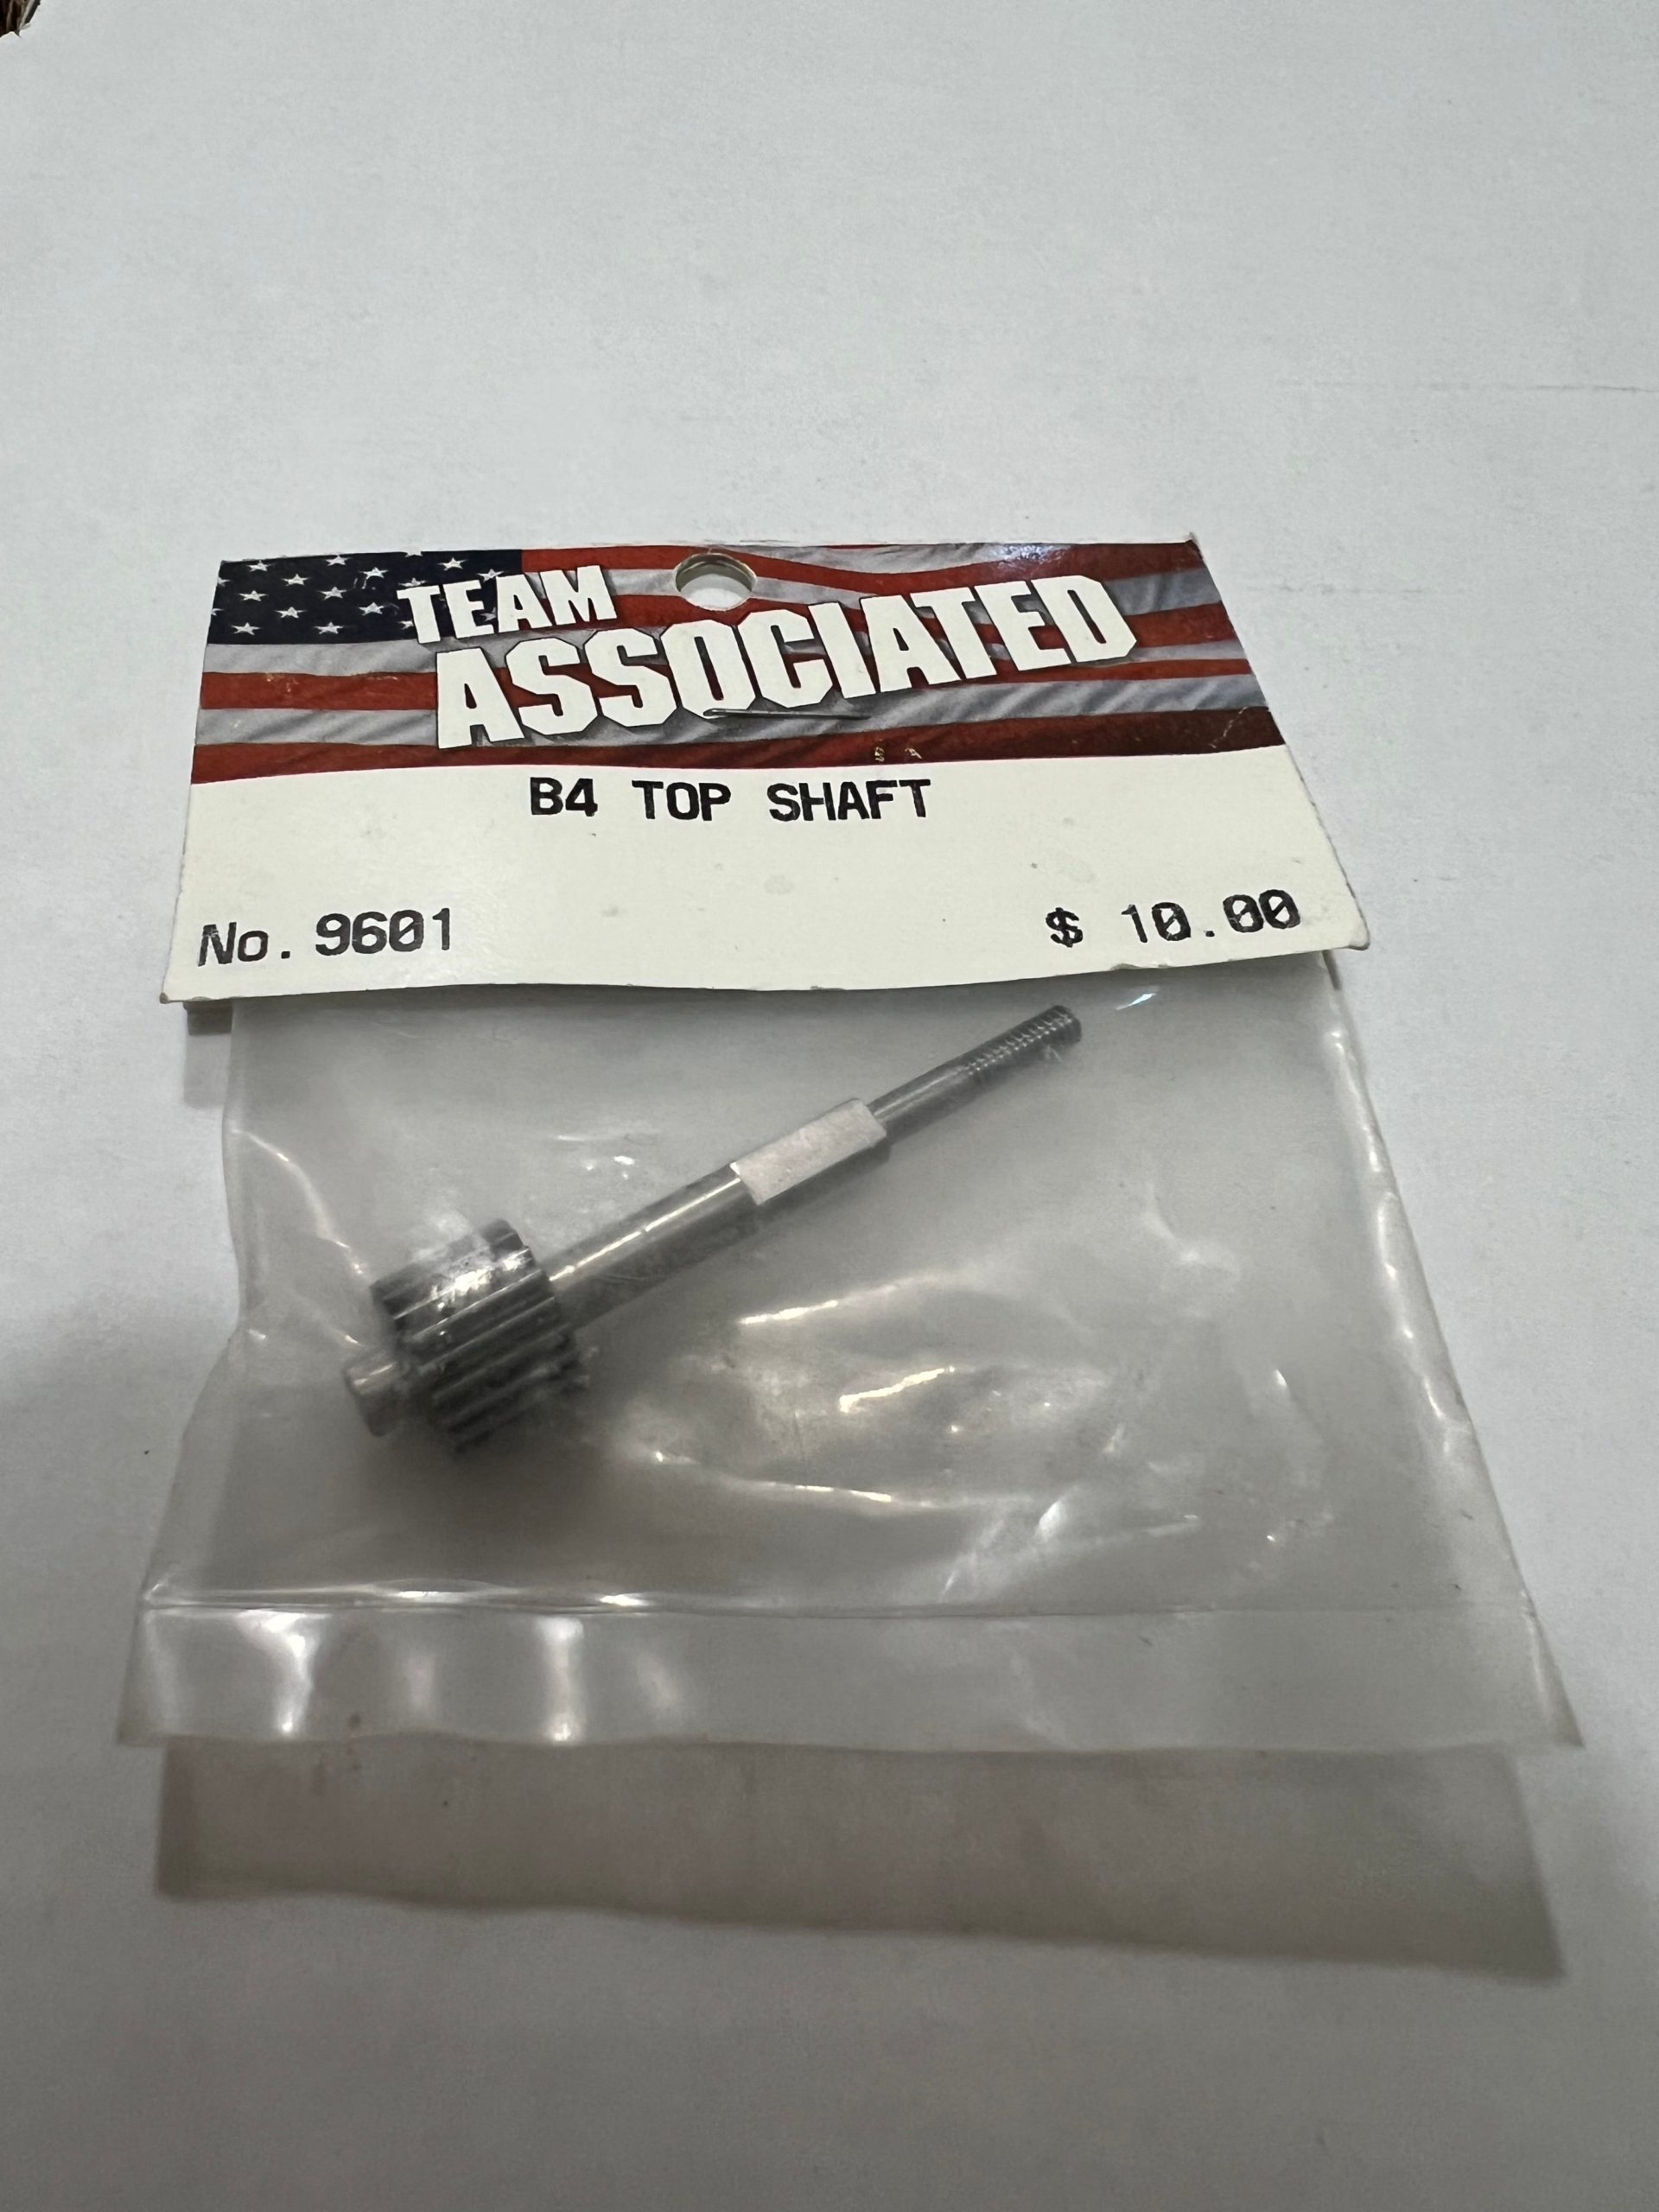 TEAM
ASSOCIATED
B4 TOP SHAFT
No. 9601 $ 10.00